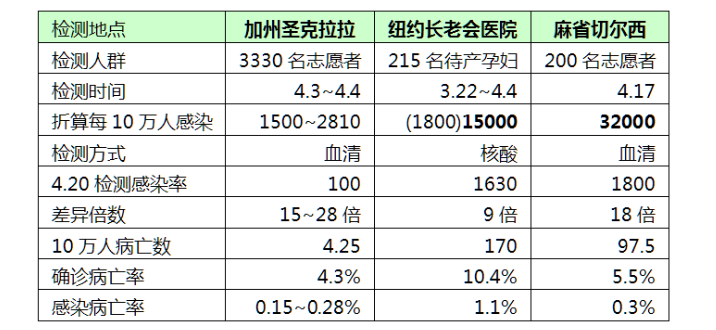 检测地点 加州圣克拉拉 纽约长老会医院 麻省切尔西
检测人群 3330 名志愿者 215 名待产孕妇 200 名志愿者
检测时间 4.3~4.4 3.22~4.4 4.17
折算每 10 万人感染 1500~2810 (1800)15000 32000
检测方式 血清 核酸 血清
4.20 检测感染率 100 1630 1800
差异倍数 15~28 倍 9 倍 18 倍
10 万人病亡数 4.25 170 97.5
确诊病亡率 4.3% 10.4% 5.5%
感染病亡率 0.15~0.28% 1.1% 0.3%